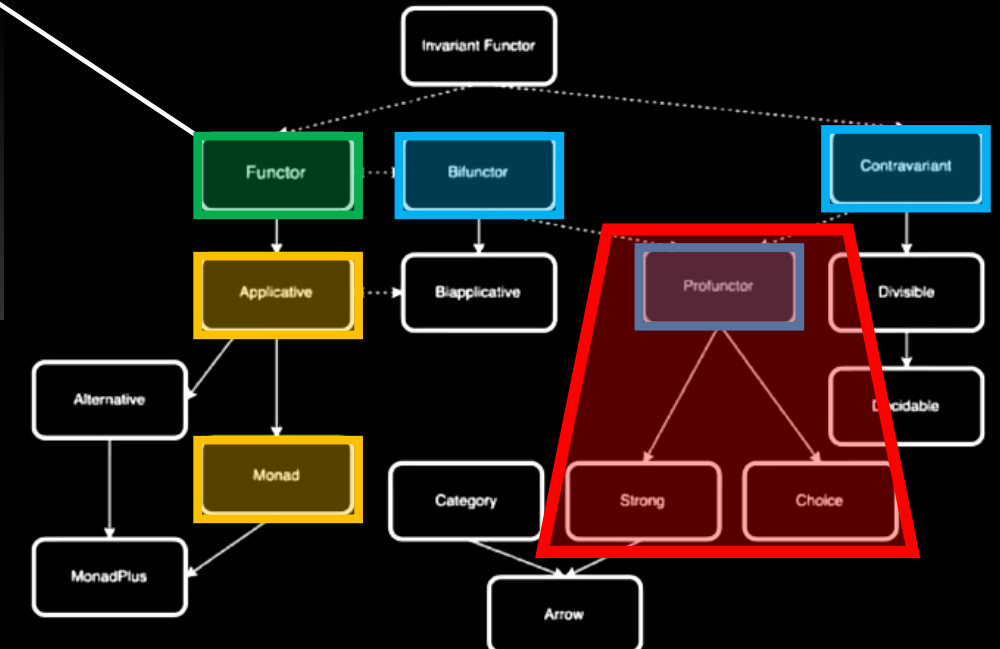 Invariant Functor
Functor
Bifunctor
Contravariant
Applicative
Biapplicative
Profunctor
Divisible
Alternative
Decidable
Monad
Category
Strong
Choice
MonadPlus
Arrow